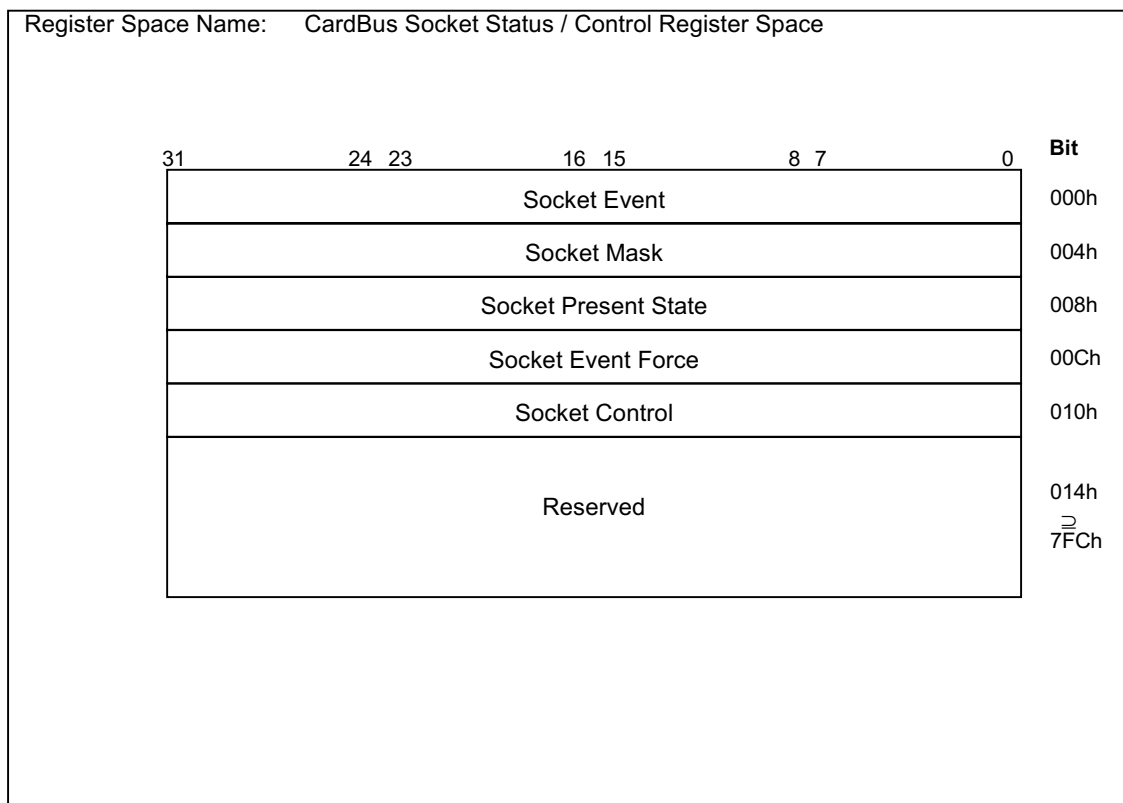 Register Space Name: CardBus Socket Status / Control Register Space
31 24 23 16 15 8 7 0 Bit
Socket Event 000h
Socket Mask 004h
Socket Present State 008h
Socket Event Force 00Ch
Socket Control 010h
Reserved 014h
⊇
7FCh